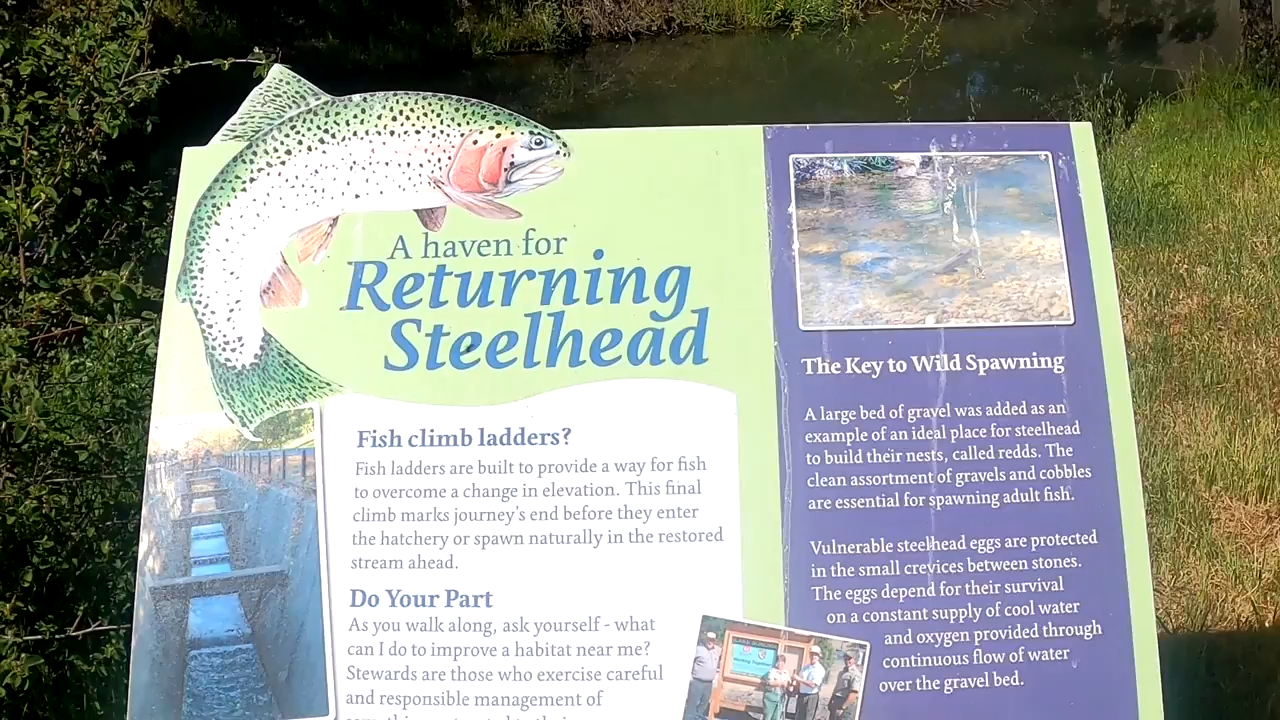 A haven for
Returning
Steelhead
Fish climb ladders?
Fish ladders are built to provide a way for fish
to overcome a change in elevation. This final
climb marks journey's end before they enter
the hatchery or spawn naturally in the restored
stream ahead.
Do Your Part
As you walk along, ask yourself - what
can I do to improve a habitat near me?
Stewards are those who exercise careful
and responsible management of
The Key to Wild Spawning
A large bed of gravel was added as an
example of an ideal place for steelhead
to build their nests, called redds. The
clean assortment of gravels and cobbles
are essential for spawning adult fish.
Vulnerable steelhead eggs are protected
in the small crevices between stones.
The eggs depend for their survival
on a constant supply of cool water
and oxygen provided through
continuous flow of water
over the gravel bed.
Working Together